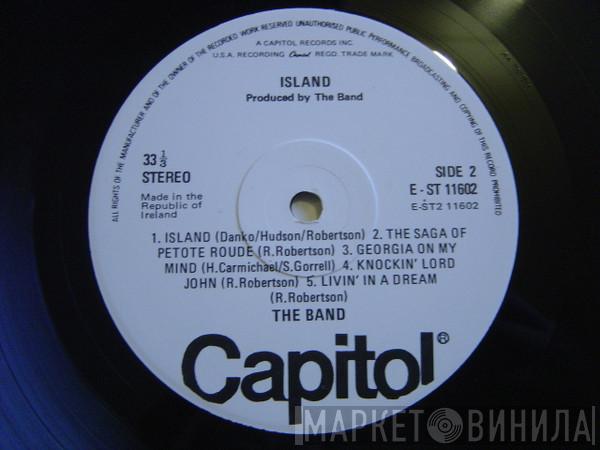 ALL RIGHTS OF THE MANUFACTURER AND OF THE OWNER OF THE RECORDED WORK RESERVED UNAUTHORISED PUBLIC PERFORMANCE BROADCASTING AND COPYING OF THIS RECORD PROHIBITED
A CAPITOL RECORDS INC.
U.S.A. RECORDING Capitol REGD. TRADE MARK
ISLAND
Produced by The Band
33 1/3
STEREO
Made in the
Republic of
Ireland
SIDE 2
E - ST 11602
E-ST2 11602
1. ISLAND (Danko/Hudson/Robertson) 2. THE SAGA OF
PETOTE ROUDE (R.Robertson) 3. GEORGIA ON MY
MIND (H.Carmichael/S.Gorrell) 4. KNOCKIN' LORD
JOHN (R.Robertson) 5. LIVIN' IN A DREAM
(R.Robertson)
THE BAND
Capitol®
МАРКЕТ ВИНИЛА